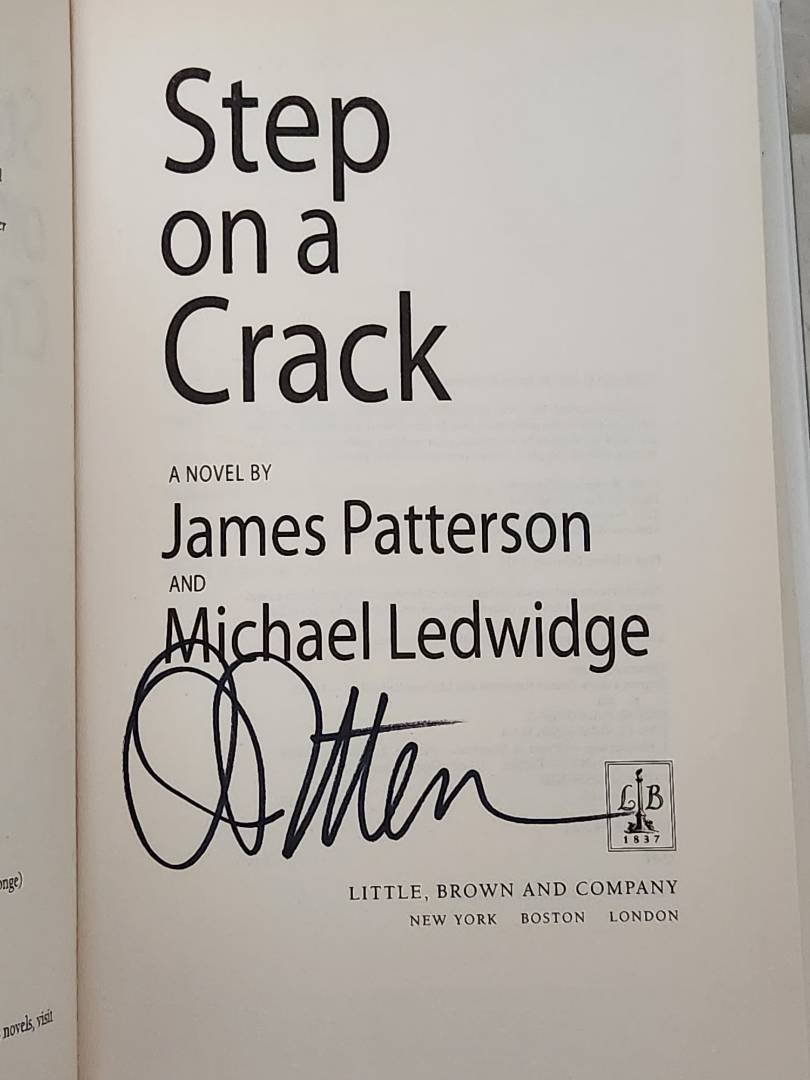 Step
on a
Crack
A NOVEL BY
James Patterson
AND
Michael Ledwidge
L B
1837
LITTLE, BROWN AND COMPANY
NEW YORK BOSTON LONDON
onge)
novels, visit